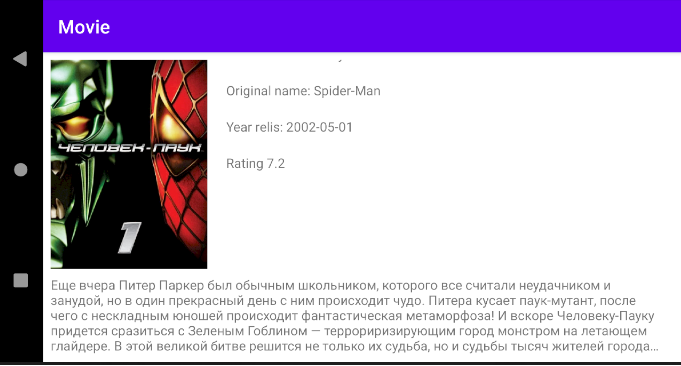 Movie
Original name: Spider-Man
Year relis: 2002-05-01
ЧЕЛОВЕК-ПАУК
Rating 7.2
1
Еще вчера Питер Паркер был обычным школьником, которого все считали неудачником и
занудой, но в один прекрасный день с ним происходит чудо. Питера кусает паук-мутант, после
чего с нескладным юношей происходит фантастическая метаморфоза! И вскоре Человеку-Пауку
придется сразиться с Зеленым Гоблином — террориризирующим город монстром на летающем
глайдере. В этой великой битве решится не только их судьба, но и судьбы тысяч жителей города…